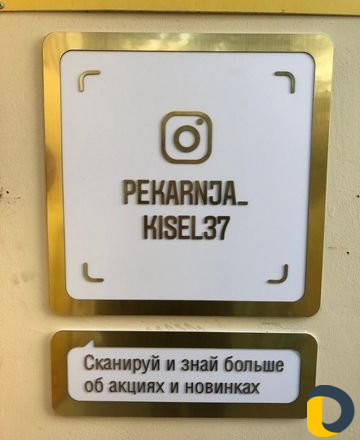 PEKARNJA_
KISEL37
Сканируй и знай больше
об акциях и новинках